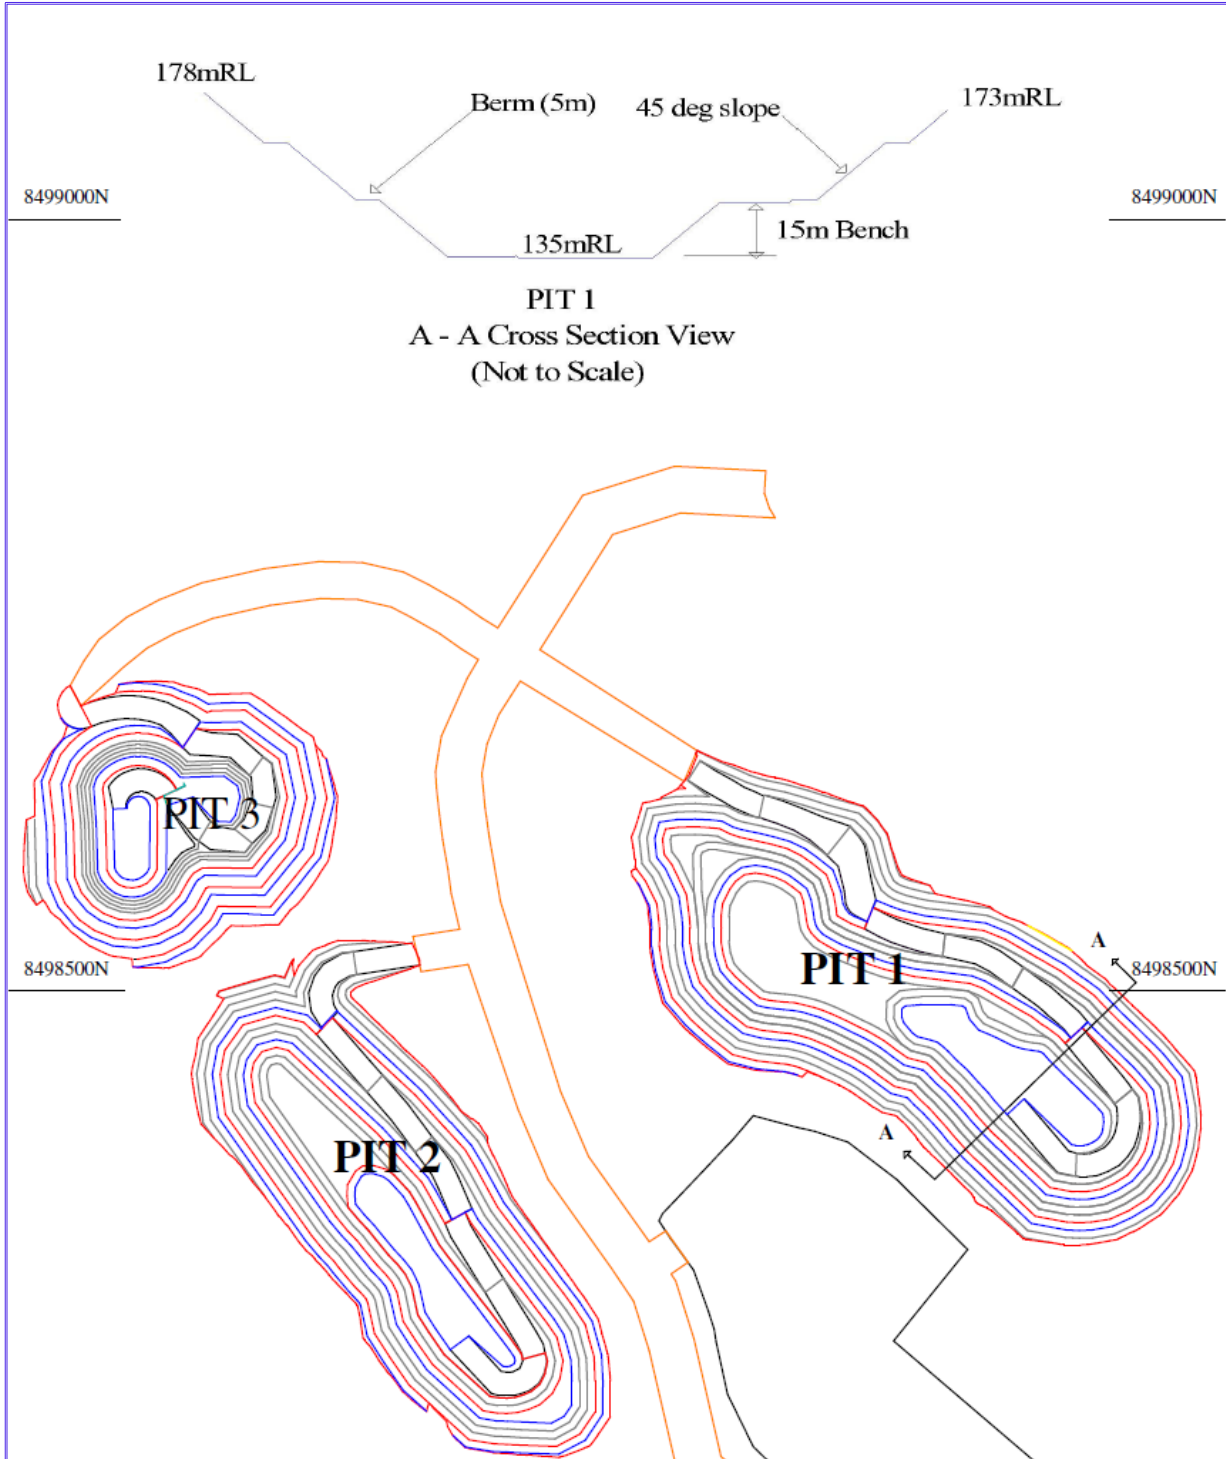 178mRL
Berm (5m)
45 deg slope
173mRL
8499000N
8499000N
135mRL
15m Bench
PIT 1
A - A Cross Section View
(Not to Scale)
PIT 3
A
PIT 1
8498500N
8498500N
A
PIT 2